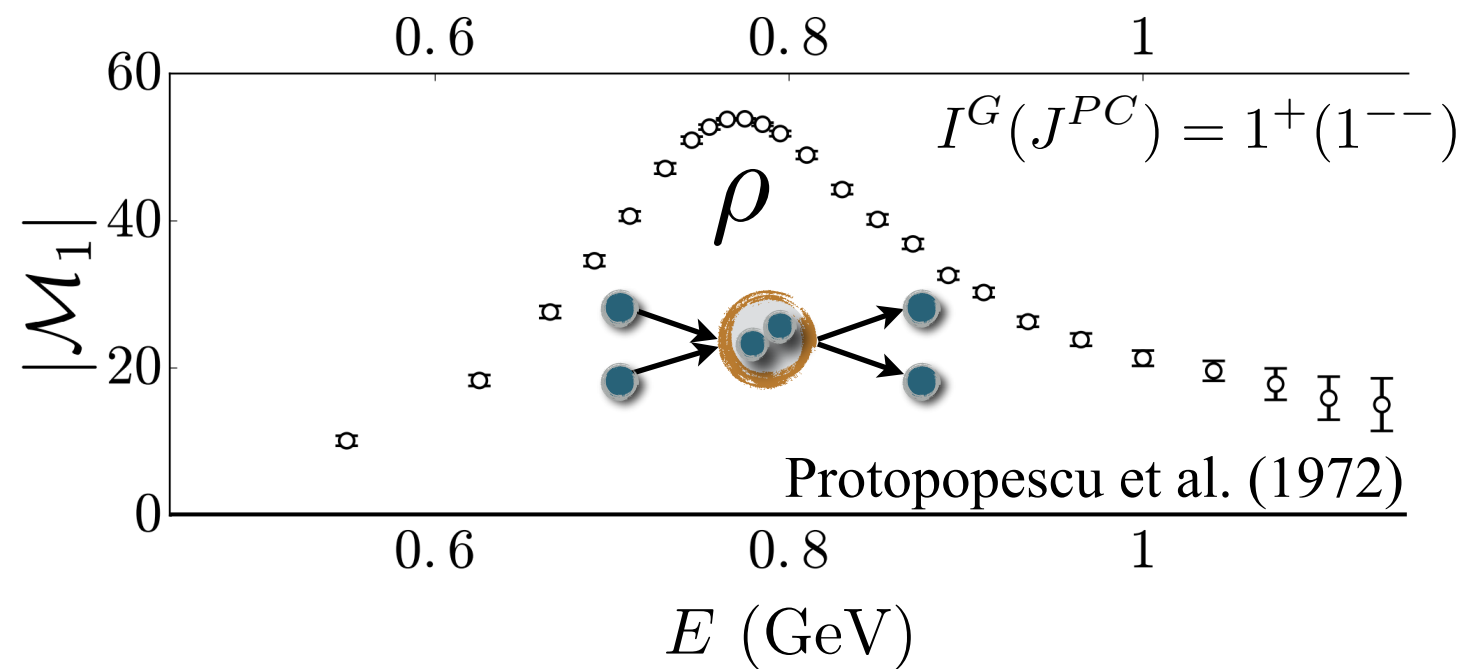 0.6 0.8 1
60
I^G(J^{PC}) = 1^+(1^{--})
ρ
|ℳ_1|
40
20
Protopopescu et al. (1972)
0
0.6 0.8 1
E (GeV)